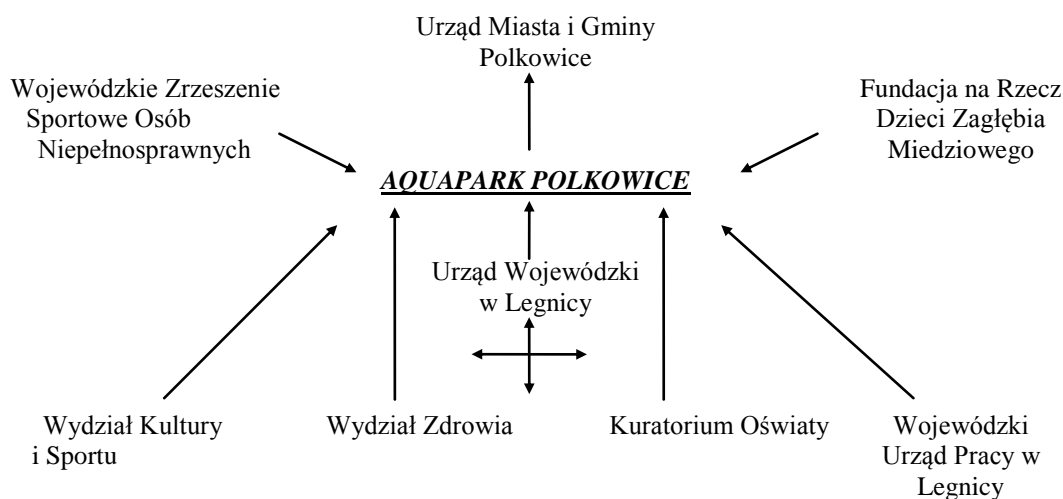 Urząd Miasta i Gminy
Polkowice
Wojewódzkie Zrzeszenie
Sportowe Osób
Niepełnosprawnych
Fundacja na Rzecz
Dzieci Zagłębia
Miedziowego
AQUAPARK POLKOWICE
Urząd Wojewódzki
w Legnicy
Wydział Kultury
i Sportu
Wydział Zdrowia
Kuratorium Oświaty
Wojewódzki
Urząd Pracy w
Legnicy